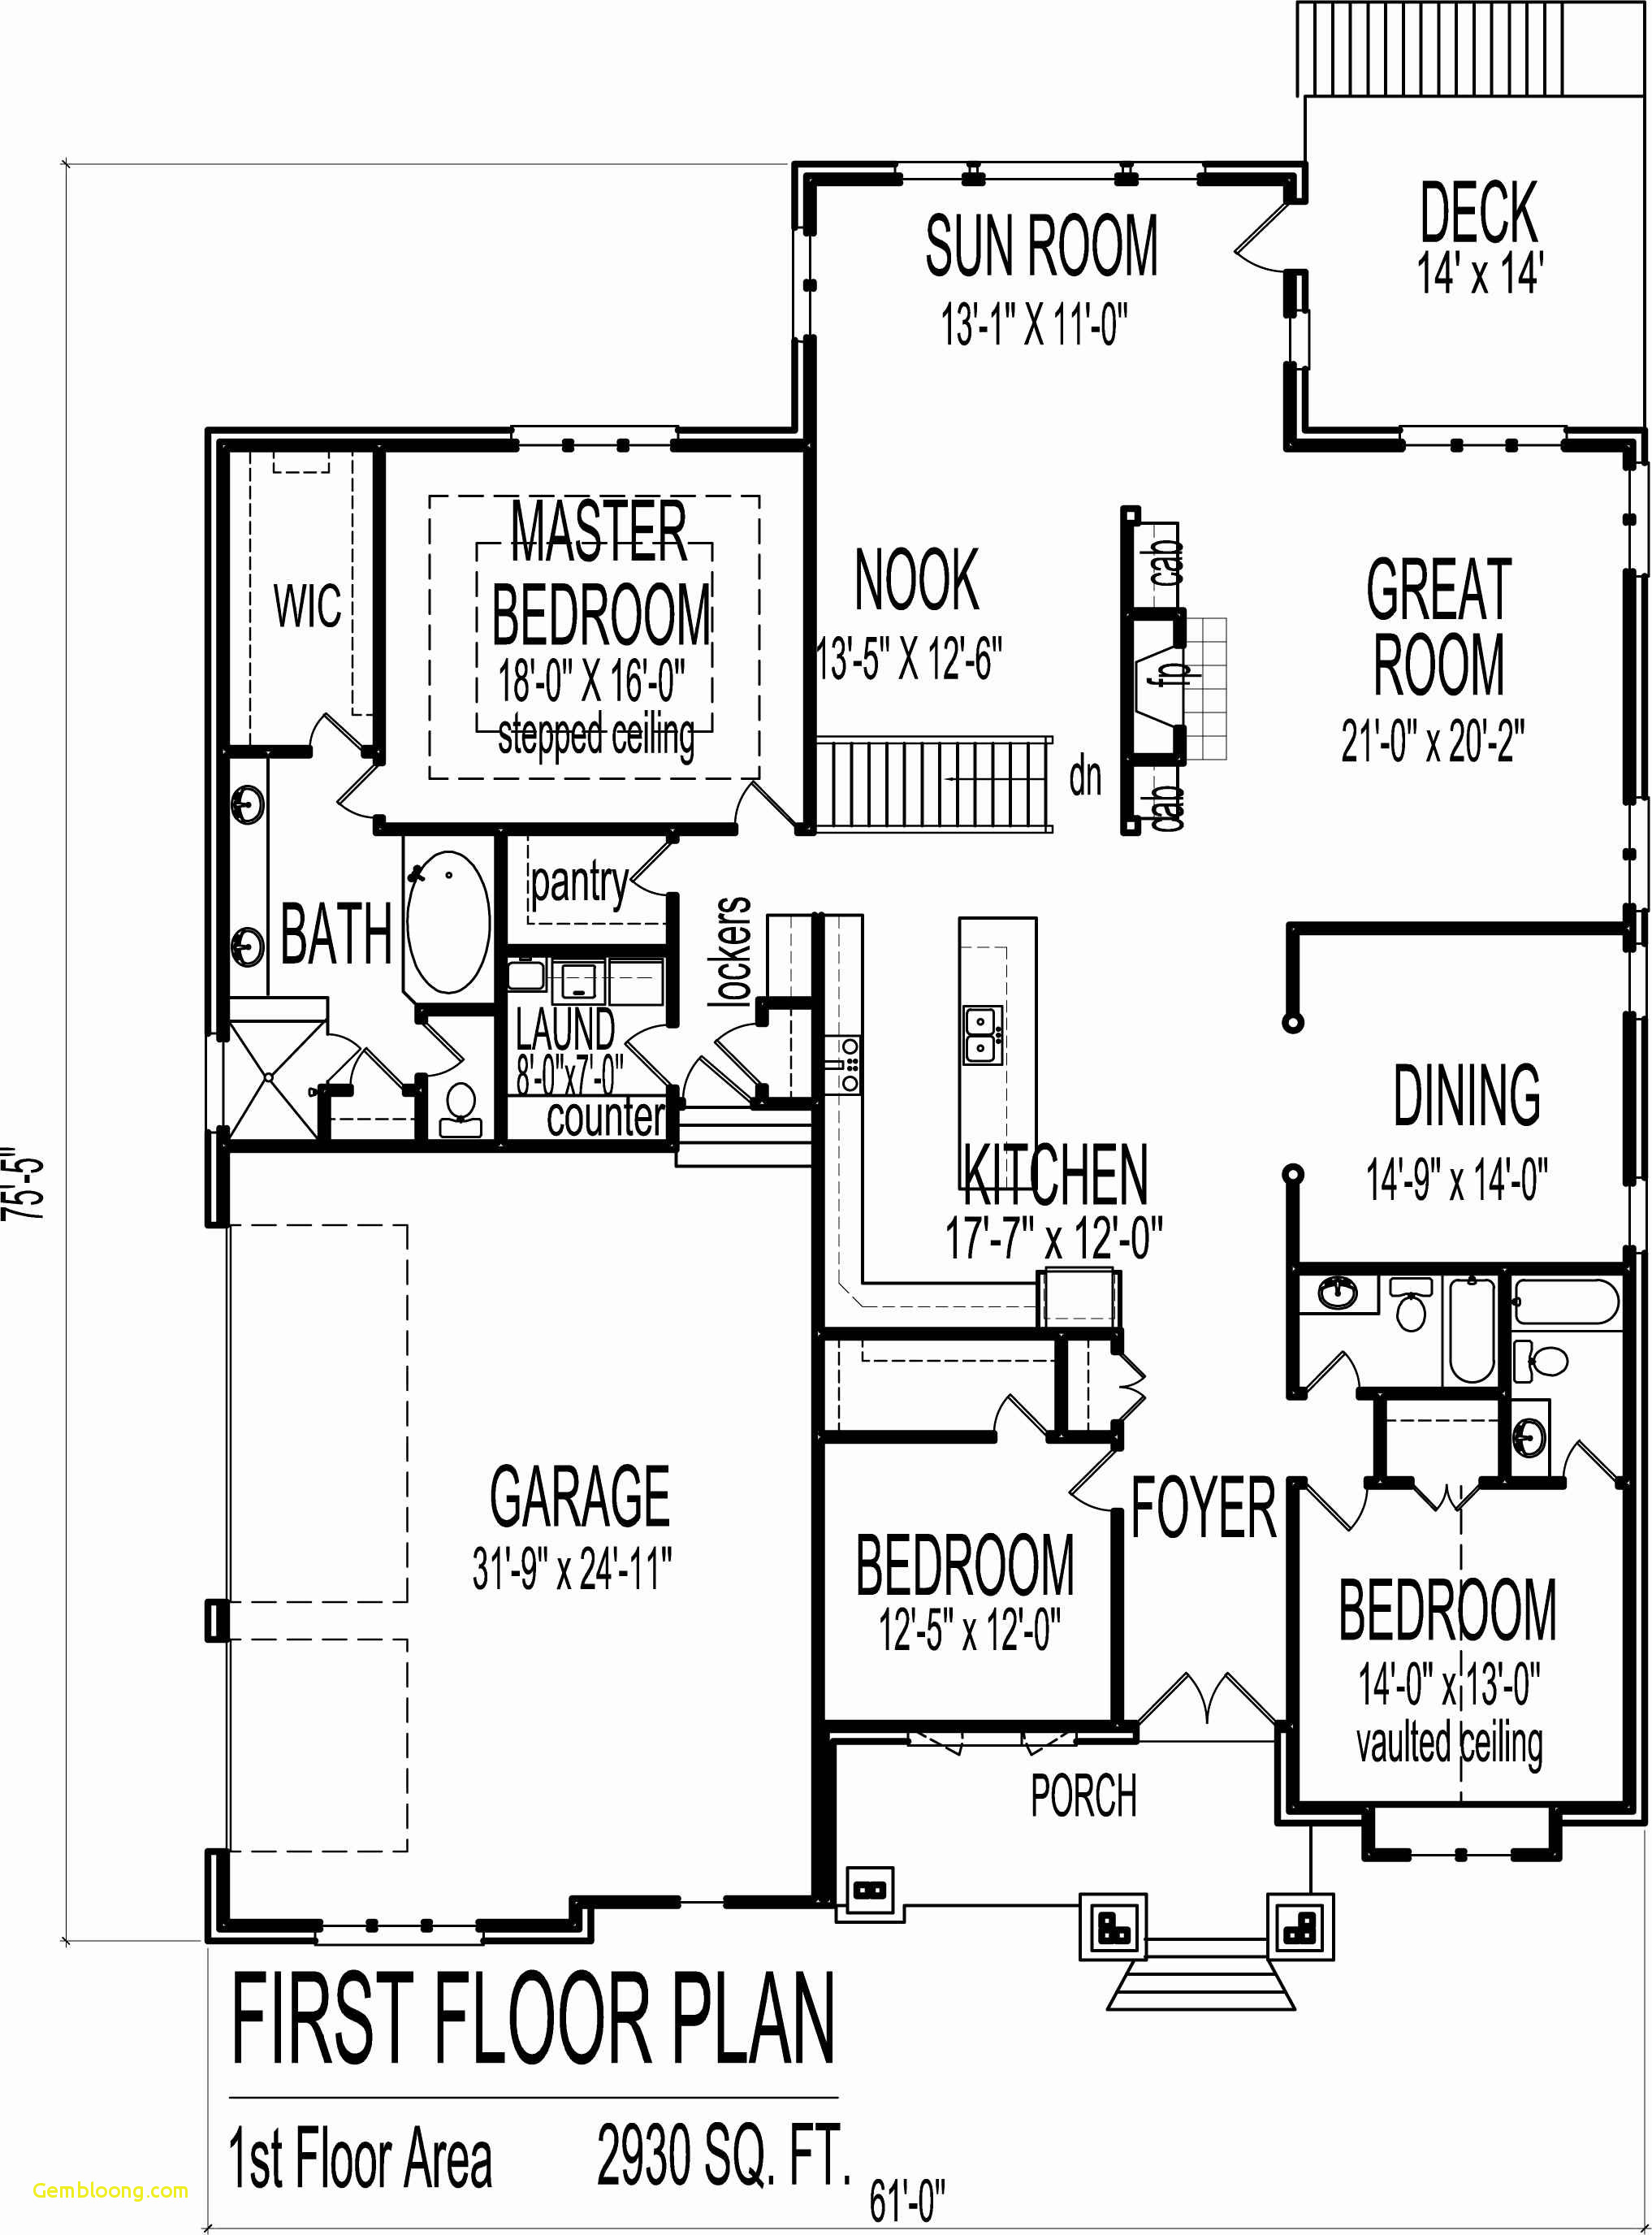 DECK
14' x 14'
SUN ROOM
13'-1" X 11'-0"
MASTER
BEDROOM
18'-0" X 16'-0"
stepped ceiling
WIC
NOOK
13'-5" X 12'-6"
cab
fp
cab
GREAT
ROOM
21'-0" x 20'-2"
dn
pantry
BATH
lockers
LAUND
8'-0"x7'-0"
counter
KITCHEN
17'-7" x 12'-0"
DINING
14'-9" x 14'-0"
75'-5"
GARAGE
31'-9" x 24'-11"
FOYER
BEDROOM
12'-5" x 12'-0"
BEDROOM
14'-0" x 13'-0"
vaulted ceiling
PORCH
FIRST FLOOR PLAN
1st Floor Area 2930 SQ. FT.
61'-0"
Gembloong.com